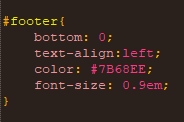 #footer{
    bottom: 0;
    text-align:left;
    color: #7B68EE;
    font-size: 0.9em;
}